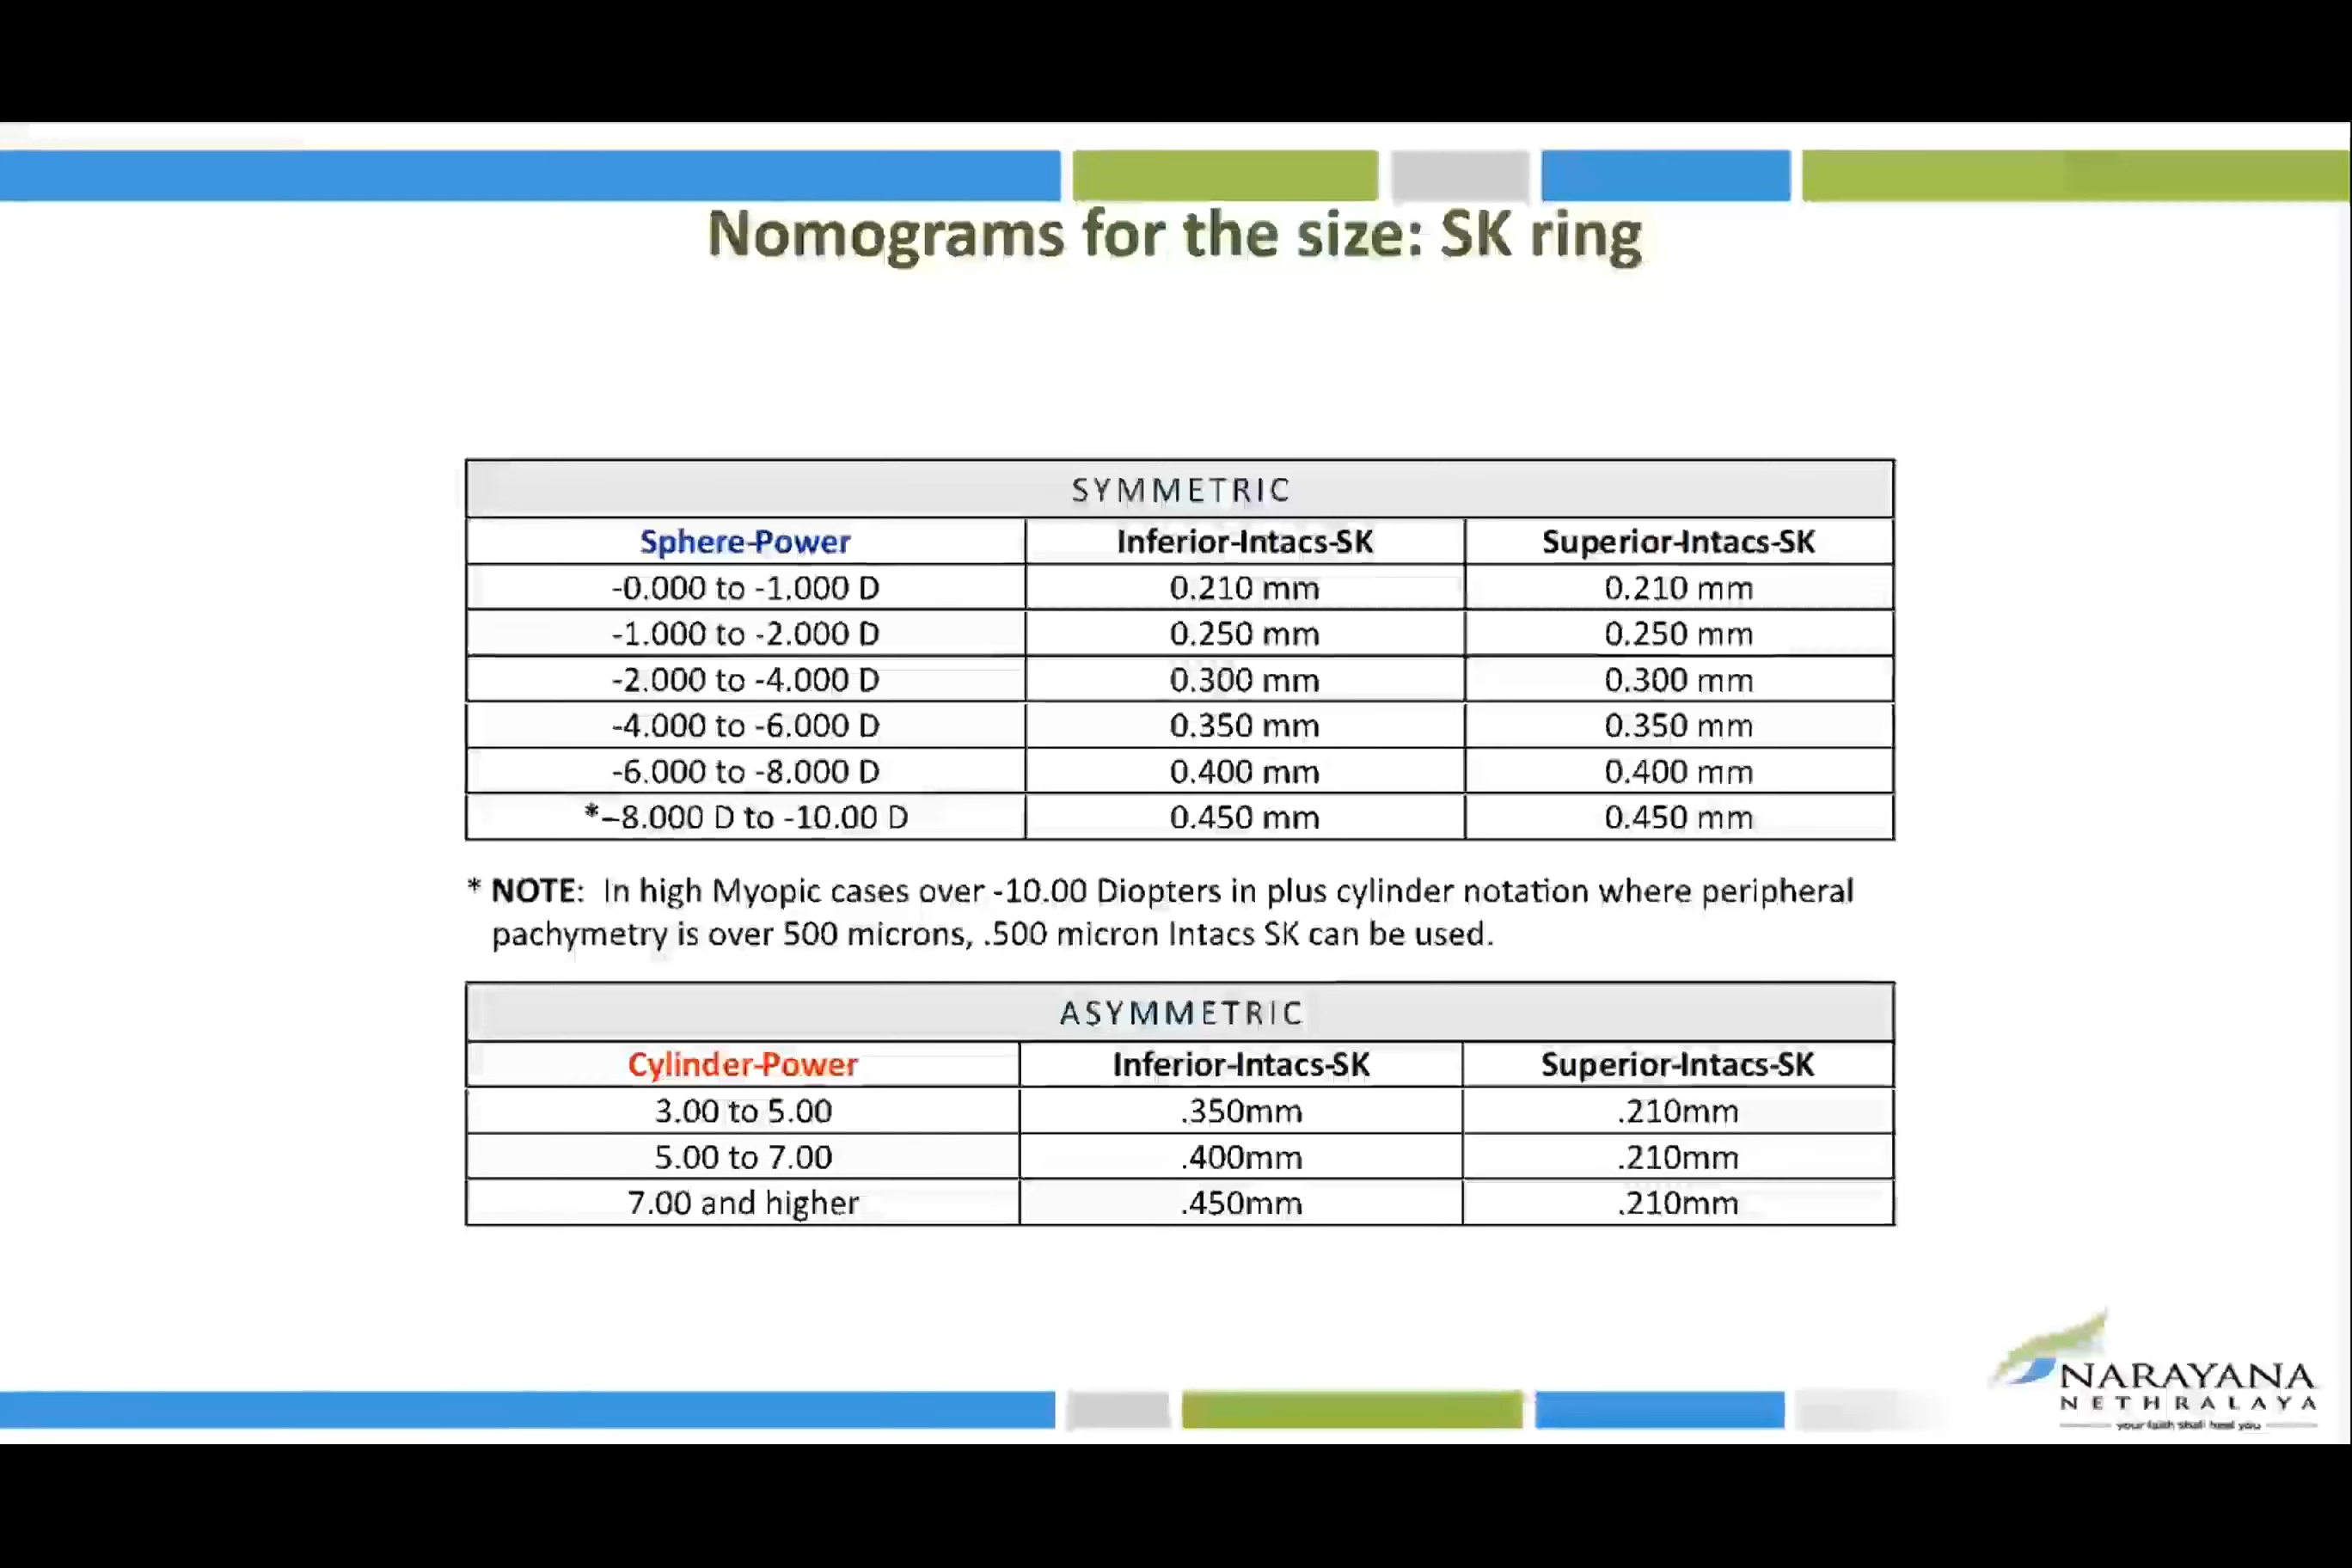 Nomograms for the size: SK ring
SYMMETRIC
Sphere-Power Inferior-Intacs-SK Superior-Intacs-SK
-0.000 to -1.000 D 0.210 mm 0.210 mm
-1.000 to -2.000 D 0.250 mm 0.250 mm
-2.000 to -4.000 D 0.300 mm 0.300 mm
-4.000 to -6.000 D 0.350 mm 0.350 mm
-6.000 to -8.000 D 0.400 mm 0.400 mm
*–8.000 D to -10.00 D 0.450 mm 0.450 mm
* NOTE: In high Myopic cases over -10.00 Diopters in plus cylinder notation where peripheral
pachymetry is over 500 microns, .500 micron Intacs SK can be used.
ASYMMETRIC
Cylinder-Power Inferior-Intacs-SK Superior-Intacs-SK
3.00 to 5.00 .350mm .210mm
5.00 to 7.00 .400mm .210mm
7.00 and higher .450mm .210mm
NARAYANA
NETHRALAYA
your faith shall heal you